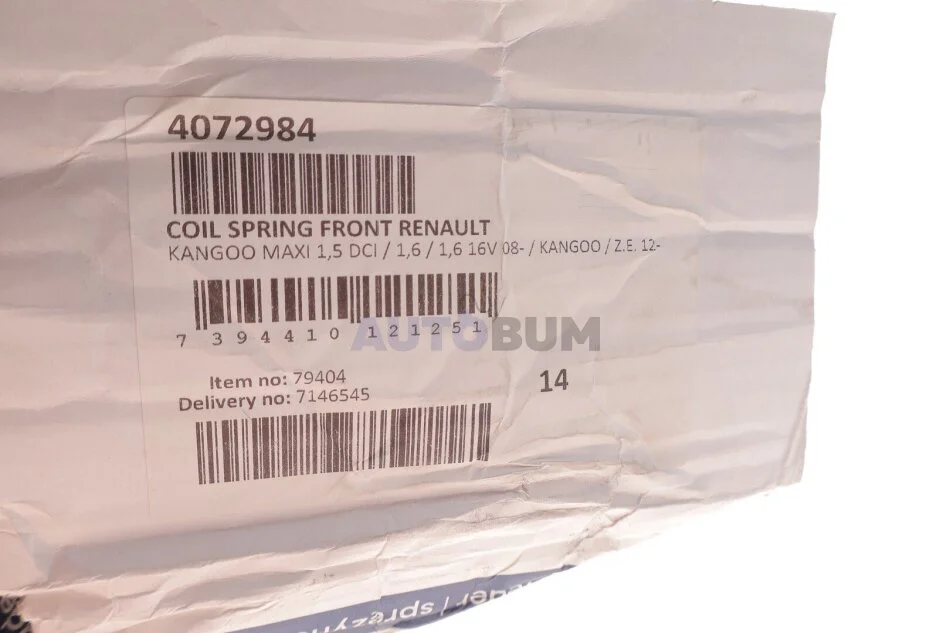 4072984
COIL SPRING FRONT RENAULT
KANGOO MAXI 1,5 DCI / 1,6 / 1,6 16V 08- / KANGOO / Z.E. 12-
7 394410 121251
AUTOBUM
Item no: 79404
14
Delivery no: 7146545